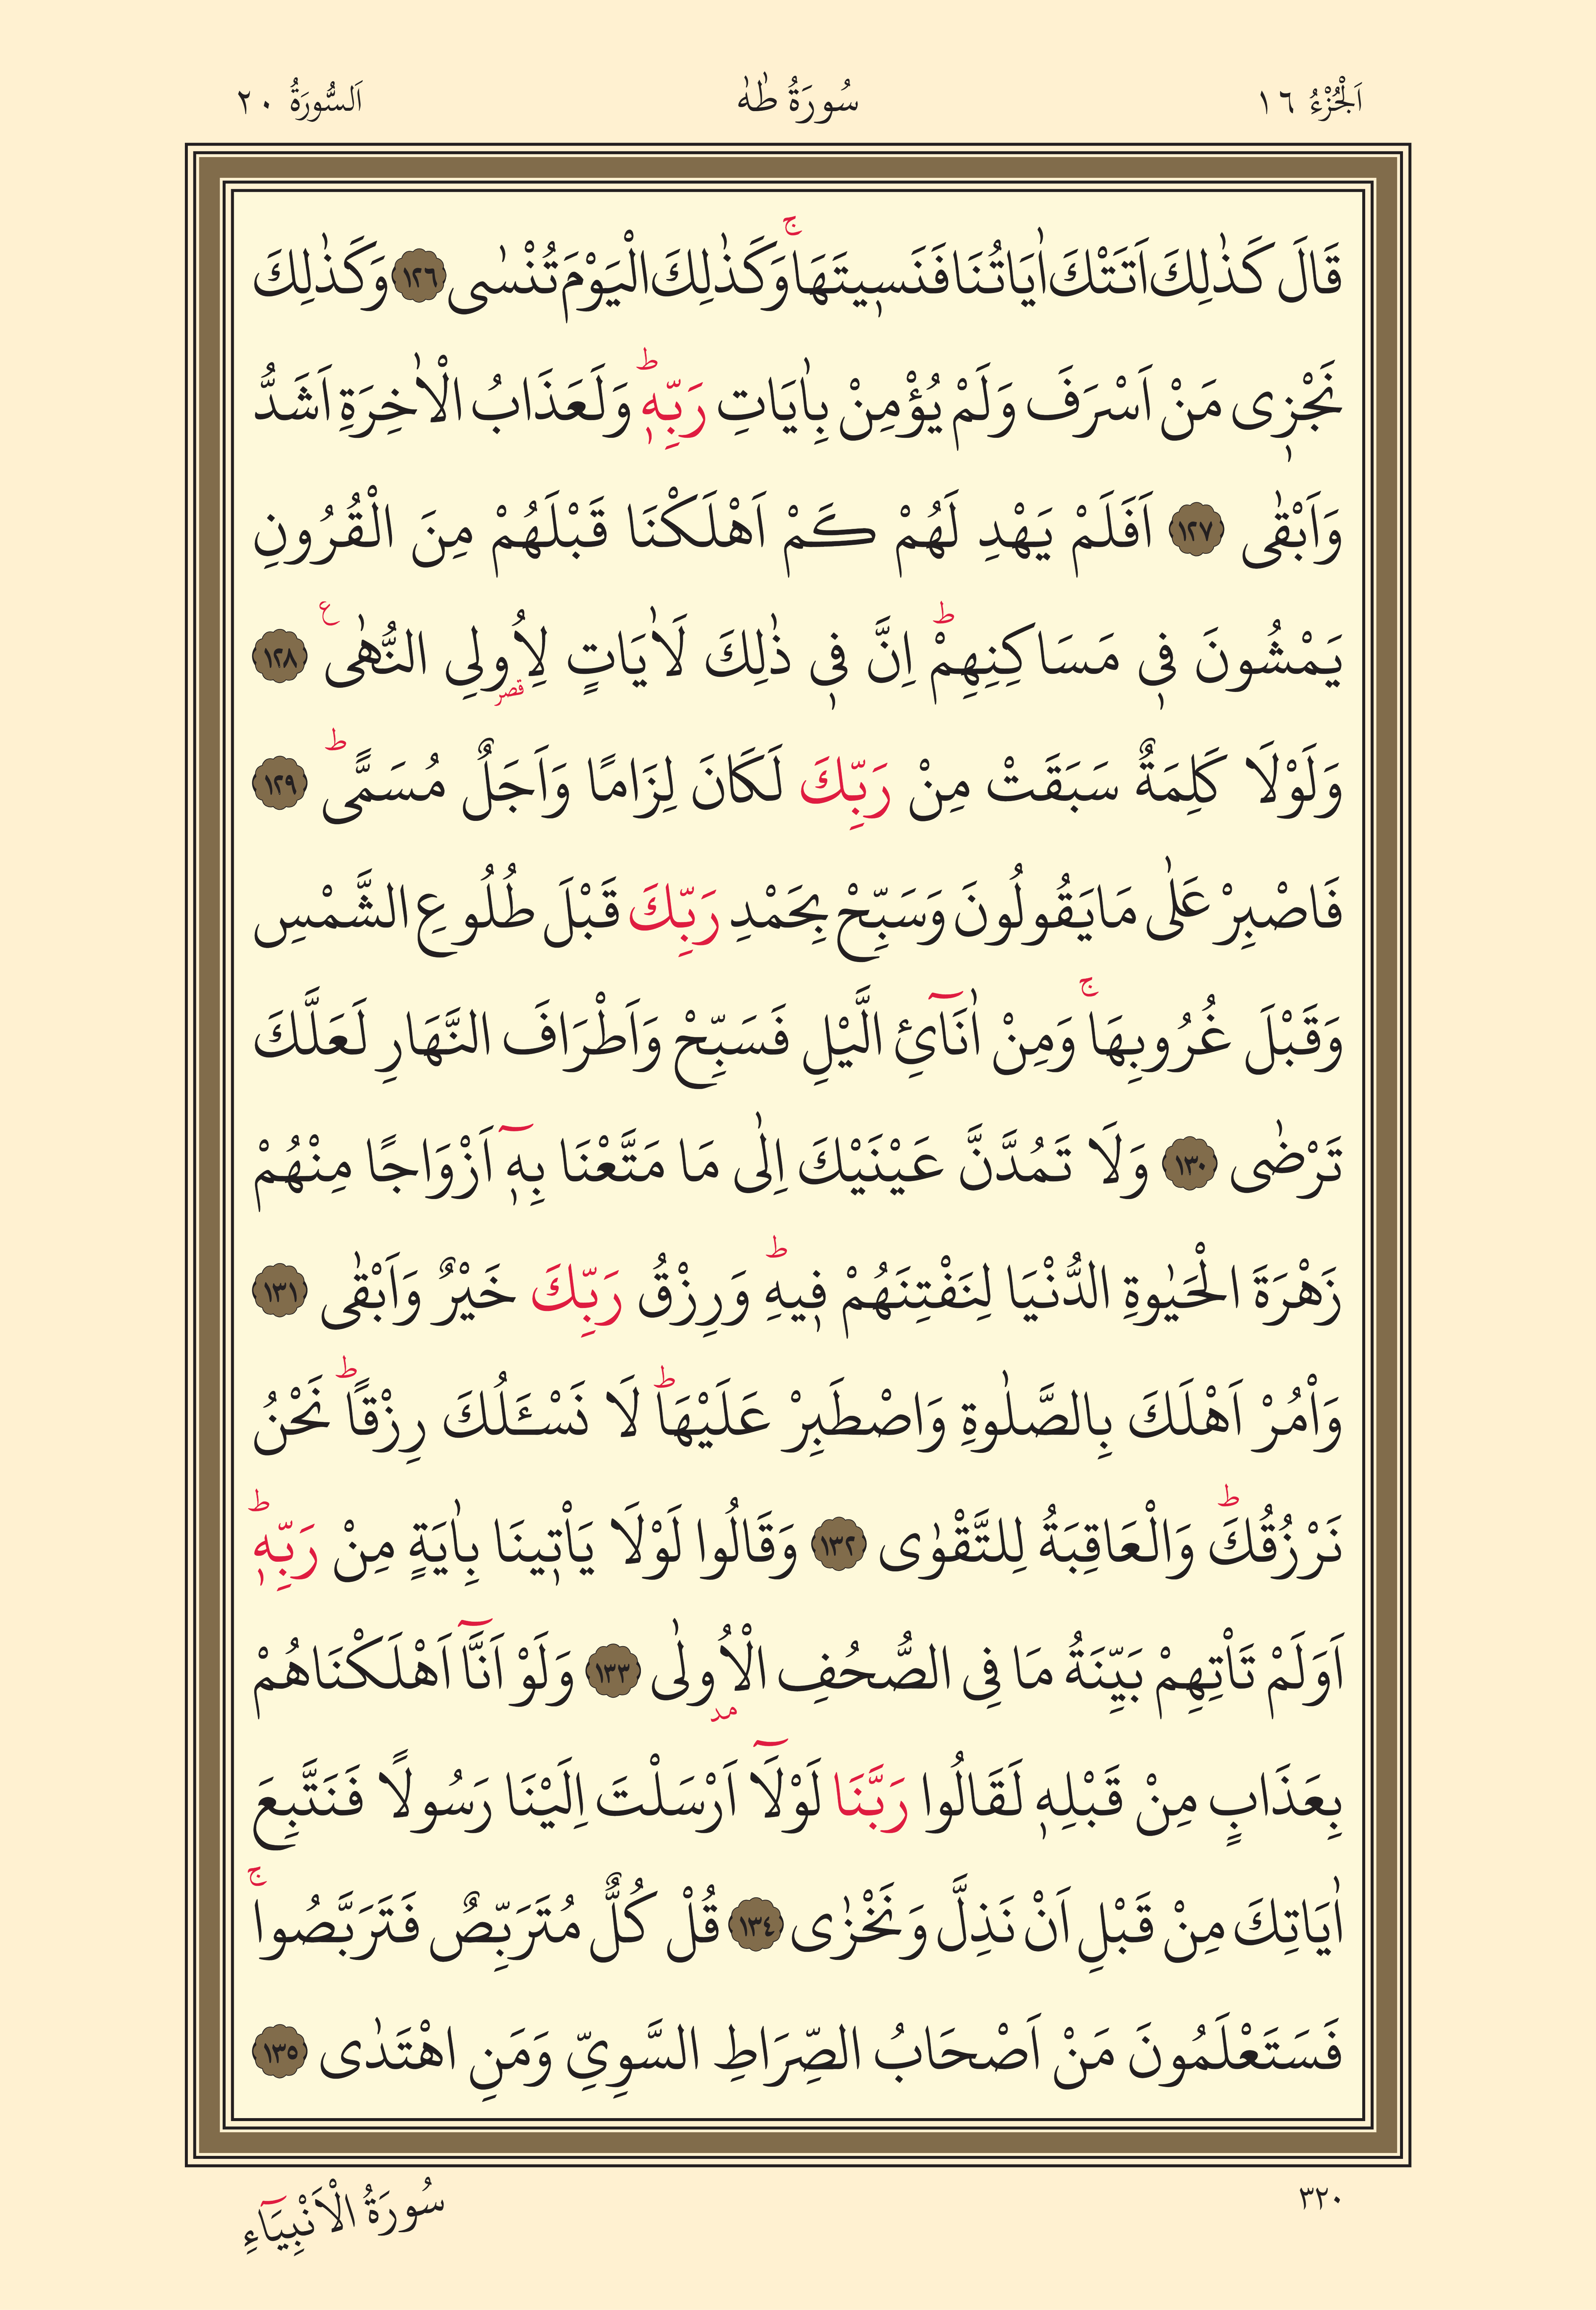 اَلْجُزْءُ ١٦ سُورَةُ طٰهٰ اَلسُّورَةُ ٢٠
قَالَ كَذٰلِكَ اَتَتْكَ اٰيَاتُنَا فَنَس۪يتَهَاۚ وَكَذٰلِكَ الْيَوْمَ تُنْسٰى ١٢٦ وَكَذٰلِكَ
نَجْز۪ى مَنْ اَسْرَفَ وَلَمْ يُؤْمِنْ بِاٰيَاتِ رَبِّه۪ۜ وَلَعَذَابُ الْاٰخِرَةِ اَشَدُّ
وَاَبْقٰى ١٢٧ اَفَلَمْ يَهْدِ لَهُمْ كَمْ اَهْلَكْنَا قَبْلَهُمْ مِنَ الْقُرُونِ
يَمْشُونَ ف۪ى مَسَاكِنِهِمْۜ اِنَّ ف۪ى ذٰلِكَ لَاٰيَاتٍ لِاُو۬لِى النُّهٰى۟ ١٢٨
وَلَوْلَا كَلِمَةٌ سَبَقَتْ مِنْ رَبِّكَ لَكَانَ لِزَامًا وَاَجَلٌ مُسَمًّىۜ ١٢٩
فَاصْبِرْ عَلٰى مَايَقُولُونَ وَسَبِّحْ بِحَمْدِ رَبِّكَ قَبْلَ طُلُوعِ الشَّمْسِ
وَقَبْلَ غُرُوبِهَاۚ وَمِنْ اٰنَآئِ الَّيْلِ فَسَبِّحْ وَاَطْرَافَ النَّهَارِ لَعَلَّكَ
تَرْضٰى ١٣٠ وَلَا تَمُدَّنَّ عَيْنَيْكَ اِلٰى مَا مَتَّعْنَا بِه۪ٓ اَزْوَاجًا مِنْهُمْ
زَهْرَةَ الْحَيٰوةِ الدُّنْيَا لِنَفْتِنَهُمْ ف۪يهِۜ وَرِزْقُ رَبِّكَ خَيْرٌ وَاَبْقٰى ١٣١
وَاْمُرْ اَهْلَكَ بِالصَّلٰوةِ وَاصْطَبِرْ عَلَيْهَاۜ لَا نَسْـَٔلُكَ رِزْقًاۜ نَحْنُ
نَرْزُقُكَۜ وَالْعَاقِبَةُ لِلتَّقْوٰى ١٣٢ وَقَالُوا لَوْلَا يَاْت۪ينَا بِاٰيَةٍ مِنْ رَبِّه۪ۜ
اَوَلَمْ تَاْتِهِمْ بَيِّنَةُ مَا فِى الصُّحُفِ الْاُو۫لٰى ١٣٣ وَلَوْ اَنَّآ اَهْلَكْنَاهُمْ
بِعَذَابٍ مِنْ قَبْلِه۪ لَقَالُوا رَبَّنَا لَوْلَآ اَرْسَلْتَ اِلَيْنَا رَسُولًا فَنَتَّبِعَ
اٰيَاتِكَ مِنْ قَبْلِ اَنْ نَذِلَّ وَنَخْزٰى ١٣٤ قُلْ كُلٌّ مُتَرَبِّصٌ فَتَرَبَّصُواۚ
فَسَتَعْلَمُونَ مَنْ اَصْحَابُ الصِّرَاطِ السَّوِىِّ وَمَنِ اهْتَدٰى ١٣٥
٣٢٠ سُورَةُ الْاَنْبِيَآءِ